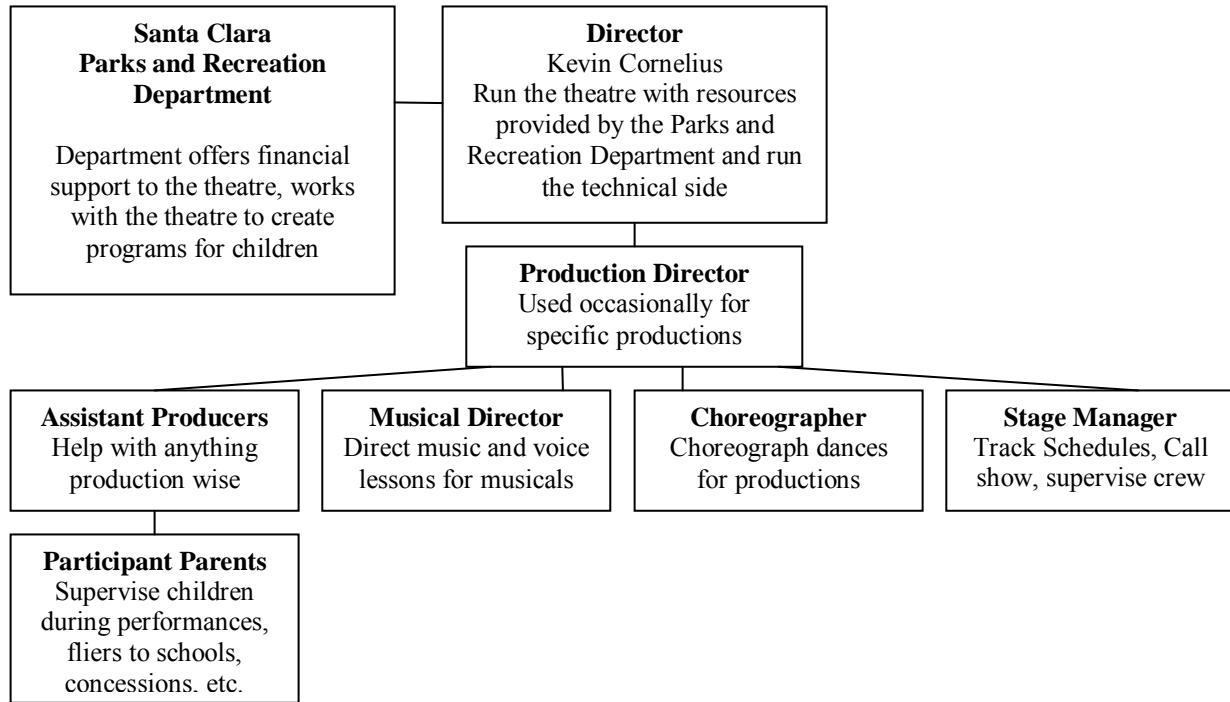 Santa Clara
Parks and Recreation
Department
Department offers financial
support to the theatre, works
with the theatre to create
programs for children
Director
Kevin Cornelius
Run the theatre with resources
provided by the Parks and
Recreation Department and run
the technical side
Production Director
Used occasionally for
specific productions
Assistant Producers
Help with anything
production wise
Musical Director
Direct music and voice
lessons for musicals
Choreographer
Choreograph dances
for productions
Stage Manager
Track Schedules, Call
show, supervise crew
Participant Parents
Supervise children
during performances,
fliers to schools,
concessions, etc.